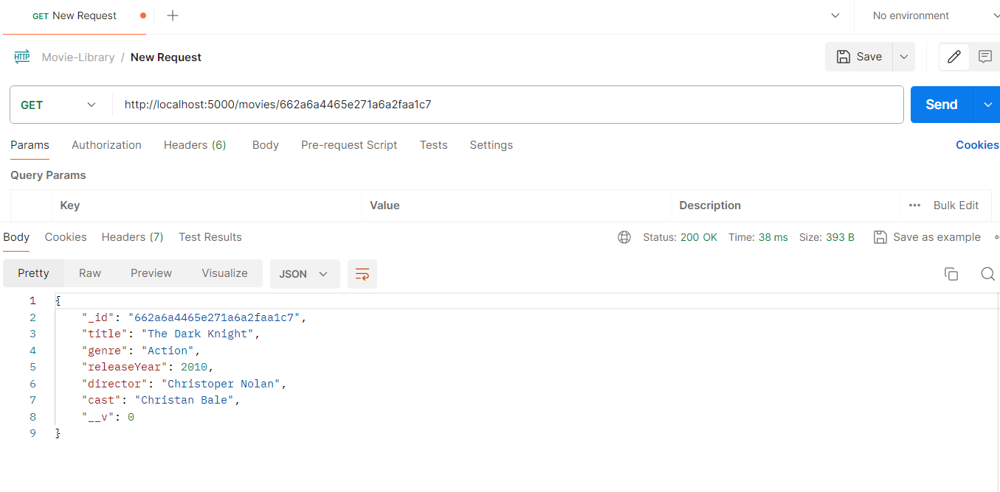 GET New Request
No environment
HTTP Movie-Library / New Request
Save
GET http://localhost:5000/movies/662a6a4465e271a6a2faa1c7 Send
Params Authorization Headers (6) Body Pre-request Script Tests Settings Cookies
Query Params
Key Value Description Bulk Edit
Body Cookies Headers (7) Test Results Status: 200 OK Time: 38 ms Size: 393 B Save as example
Pretty Raw Preview Visualize JSON
1 {
2 "_id": "662a6a4465e271a6a2faa1c7",
3 "title": "The Dark Knight",
4 "genre": "Action",
5 "releaseYear": 2010,
6 "director": "Christoper Nolan",
7 "cast": "Christan Bale",
8 "__v": 0
9 }